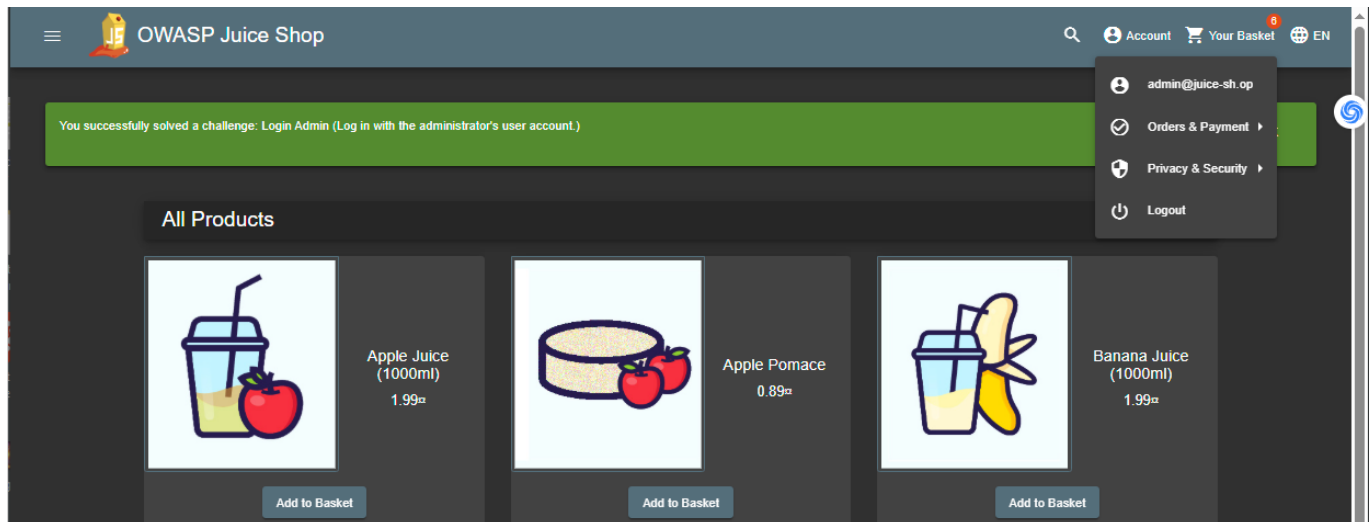 OWASP Juice Shop
Account
6
Your Basket
EN
admin@juice-sh.op
You successfully solved a challenge: Login Admin (Log in with the administrator's user account.)
Orders & Payment
Privacy & Security
Logout
All Products
Apple Juice
(1000ml)
1.99¤
Apple Pomace
0.89¤
Banana Juice
(1000ml)
1.99¤
Add to Basket
Add to Basket
Add to Basket